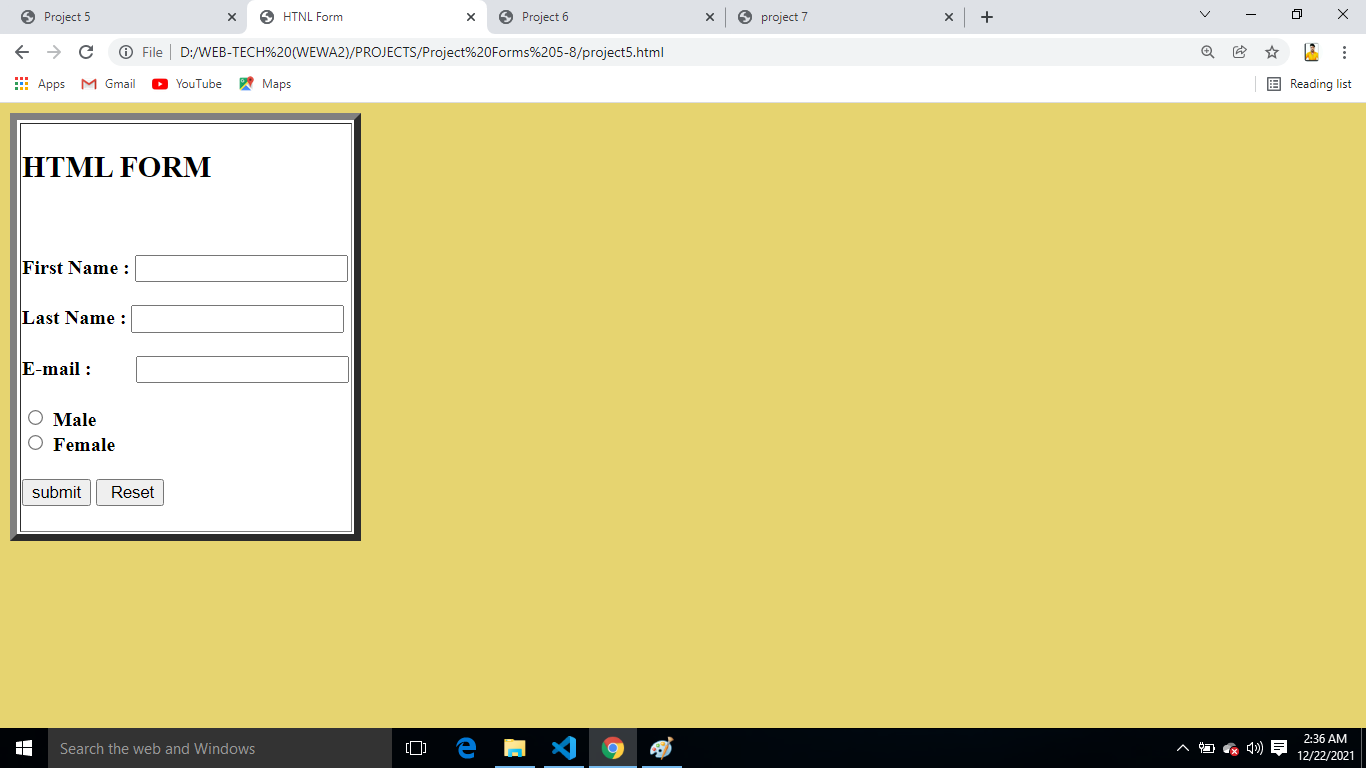 Project 5
HTNL Form
Project 6
project 7
File
D:/WEB-TECH%20(WEWA2)/PROJECTS/Project%20Forms%205-8/project5.html
Apps
Gmail
YouTube
Maps
Reading list
HTML FORM
First Name :
Last Name :
E-mail :
Male
Female
submit
Reset
Search the web and Windows
2:36 AM
12/22/2021